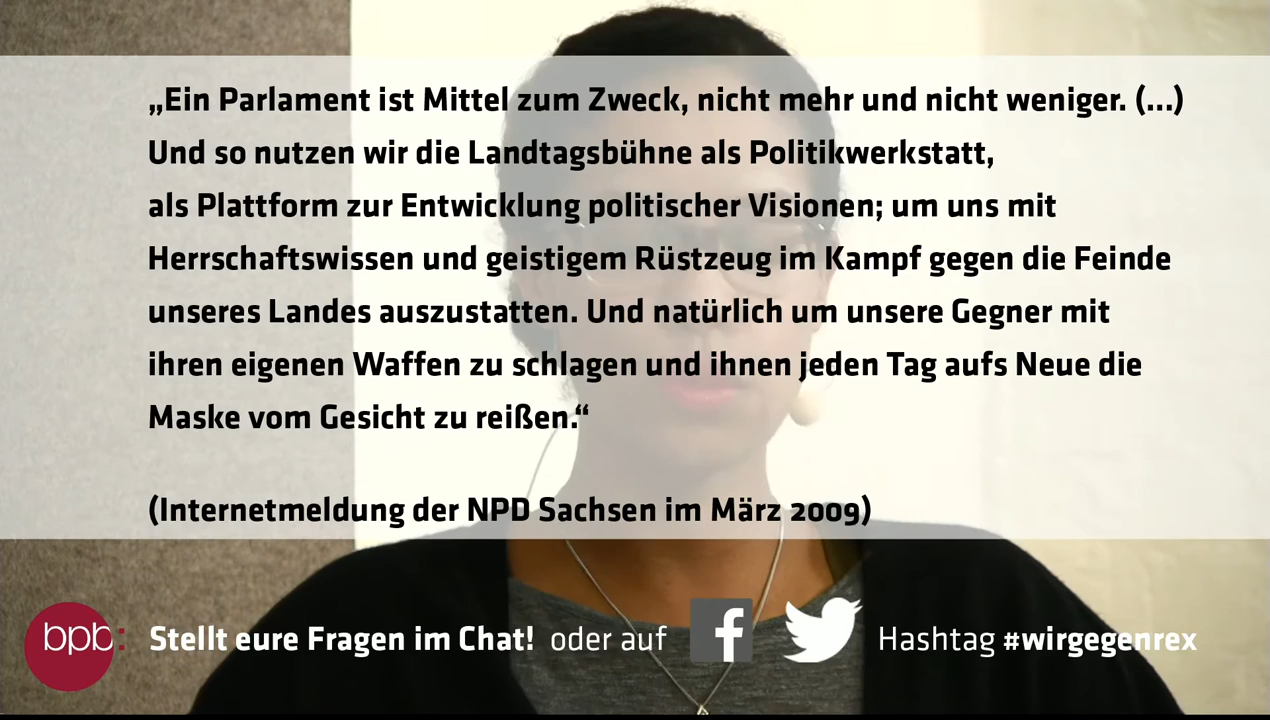 „Ein Parlament ist Mittel zum Zweck, nicht mehr und nicht weniger. (...)
Und so nutzen wir die Landtagsbühne als Politikwerkstatt,
als Plattform zur Entwicklung politischer Visionen; um uns mit
Herrschaftswissen und geistigem Rüstzeug im Kampf gegen die Feinde
unseres Landes auszustatten. Und natürlich um unsere Gegner mit
ihren eigenen Waffen zu schlagen und ihnen jeden Tag aufs Neue die
Maske vom Gesicht zu reißen.“
(Internetmeldung der NPD Sachsen im März 2009)
bpb: Stellt eure Fragen im Chat! oder auf f Hashtag #wirgegenrex